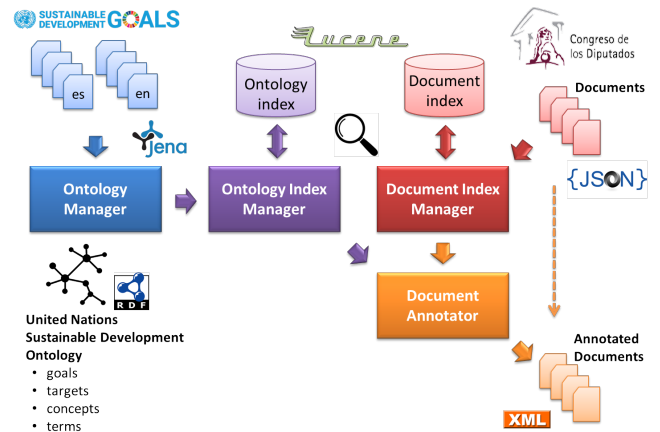 SUSTAINABLE
DEVELOPMENT GOALS
Lucene
Congreso de
los Diputados
es
en
Ontology
index
Document
index
Documents
Jena
{JSON}
Ontology
Manager
Ontology Index
Manager
Document Index
Manager
RDF
Document
Annotator
United Nations
Sustainable Development
Ontology
• goals
• targets
• concepts
• terms
Annotated
Documents
XML